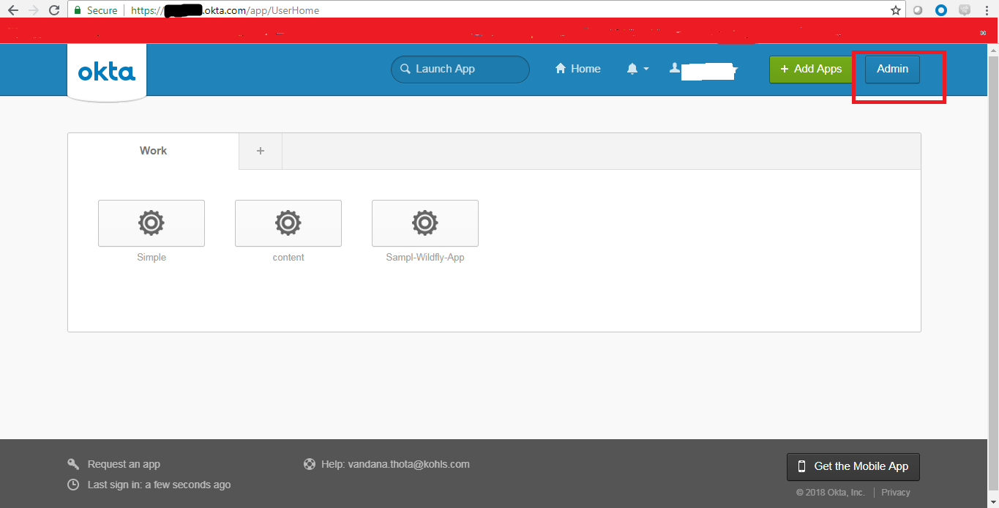 Secure https:// .okta.com/app/UserHome
»
okta
Launch App
Home
+ Add Apps
Admin
Work
+
Simple
content
Sampl-Wildfly-App
Request an app
Help: vandana.thota@kohls.com
Get the Mobile App
Last sign in: a few seconds ago
© 2018 Okta, Inc. Privacy